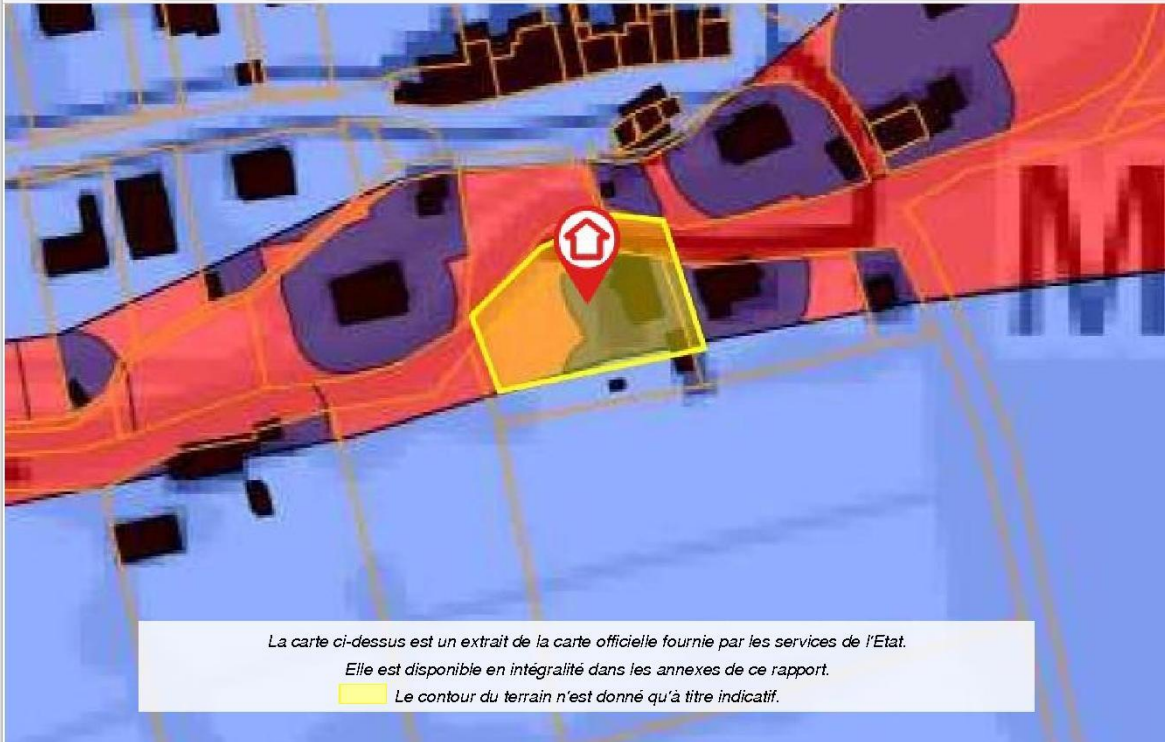 M
La carte ci-dessus est un extrait de la carte officielle fournie par les services de l'Etat.
Elle est disponible en intégralité dans les annexes de ce rapport.
Le contour du terrain n'est donné qu'à titre indicatif.